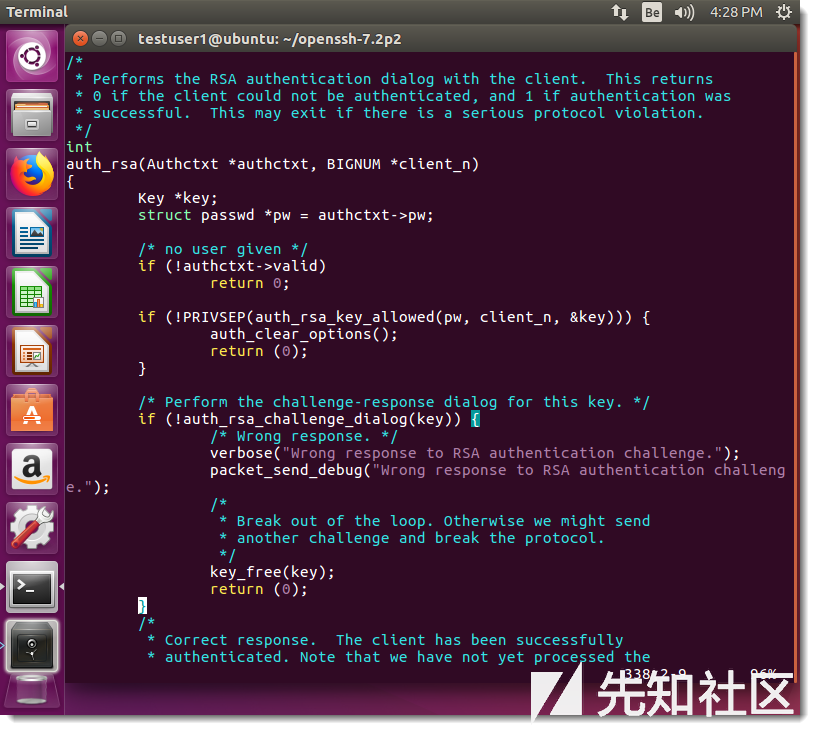 Terminal
Be
4:28 PM
testuser1@ubuntu: ~/openssh-7.2p2
/*
 * Performs the RSA authentication dialog with the client.  This returns
 * 0 if the client could not be authenticated, and 1 if authentication was
 * successful.  This may exit if there is a serious protocol violation.
 */
int
auth_rsa(Authctxt *authctxt, BIGNUM *client_n)
{
        Key *key;
        struct passwd *pw = authctxt->pw;
        /* no user given */
        if (!authctxt->valid)
                return 0;
        if (!PRIVSEP(auth_rsa_key_allowed(pw, client_n, &key))) {
                auth_clear_options();
                return (0);
        }
        /* Perform the challenge-response dialog for this key. */
        if (!auth_rsa_challenge_dialog(key)) {
                /* Wrong response. */
                verbose("Wrong response to RSA authentication challenge.");
                packet_send_debug("Wrong response to RSA authentication challeng
e.");
                /*
                 * Break out of the loop. Otherwise we might send
                 * another challenge and break the protocol.
                 */
                key_free(key);
                return (0);
        }
        /*
         * Correct response.  The client has been successfully
         * authenticated. Note that we have not yet processed the
338,2-9
96%
先知社区